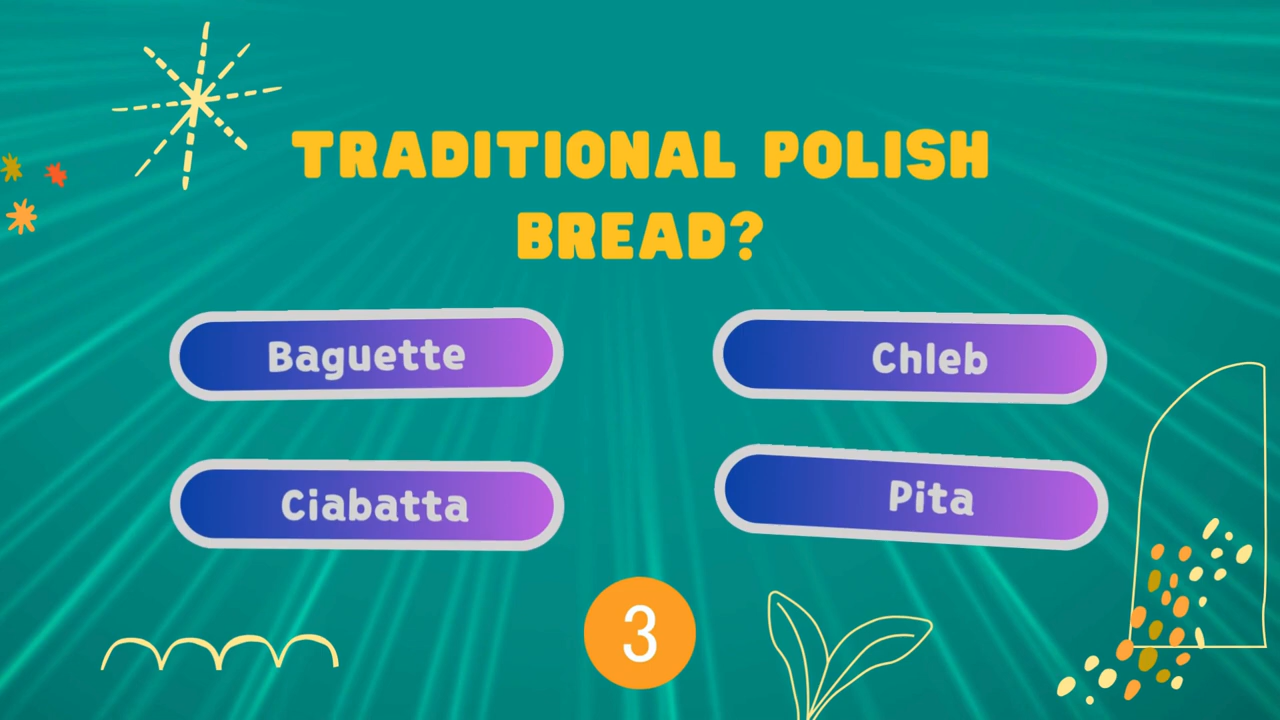 TRADITIONAL POLISH
BREAD?
Baguette
Chleb
Ciabatta
Pita
3